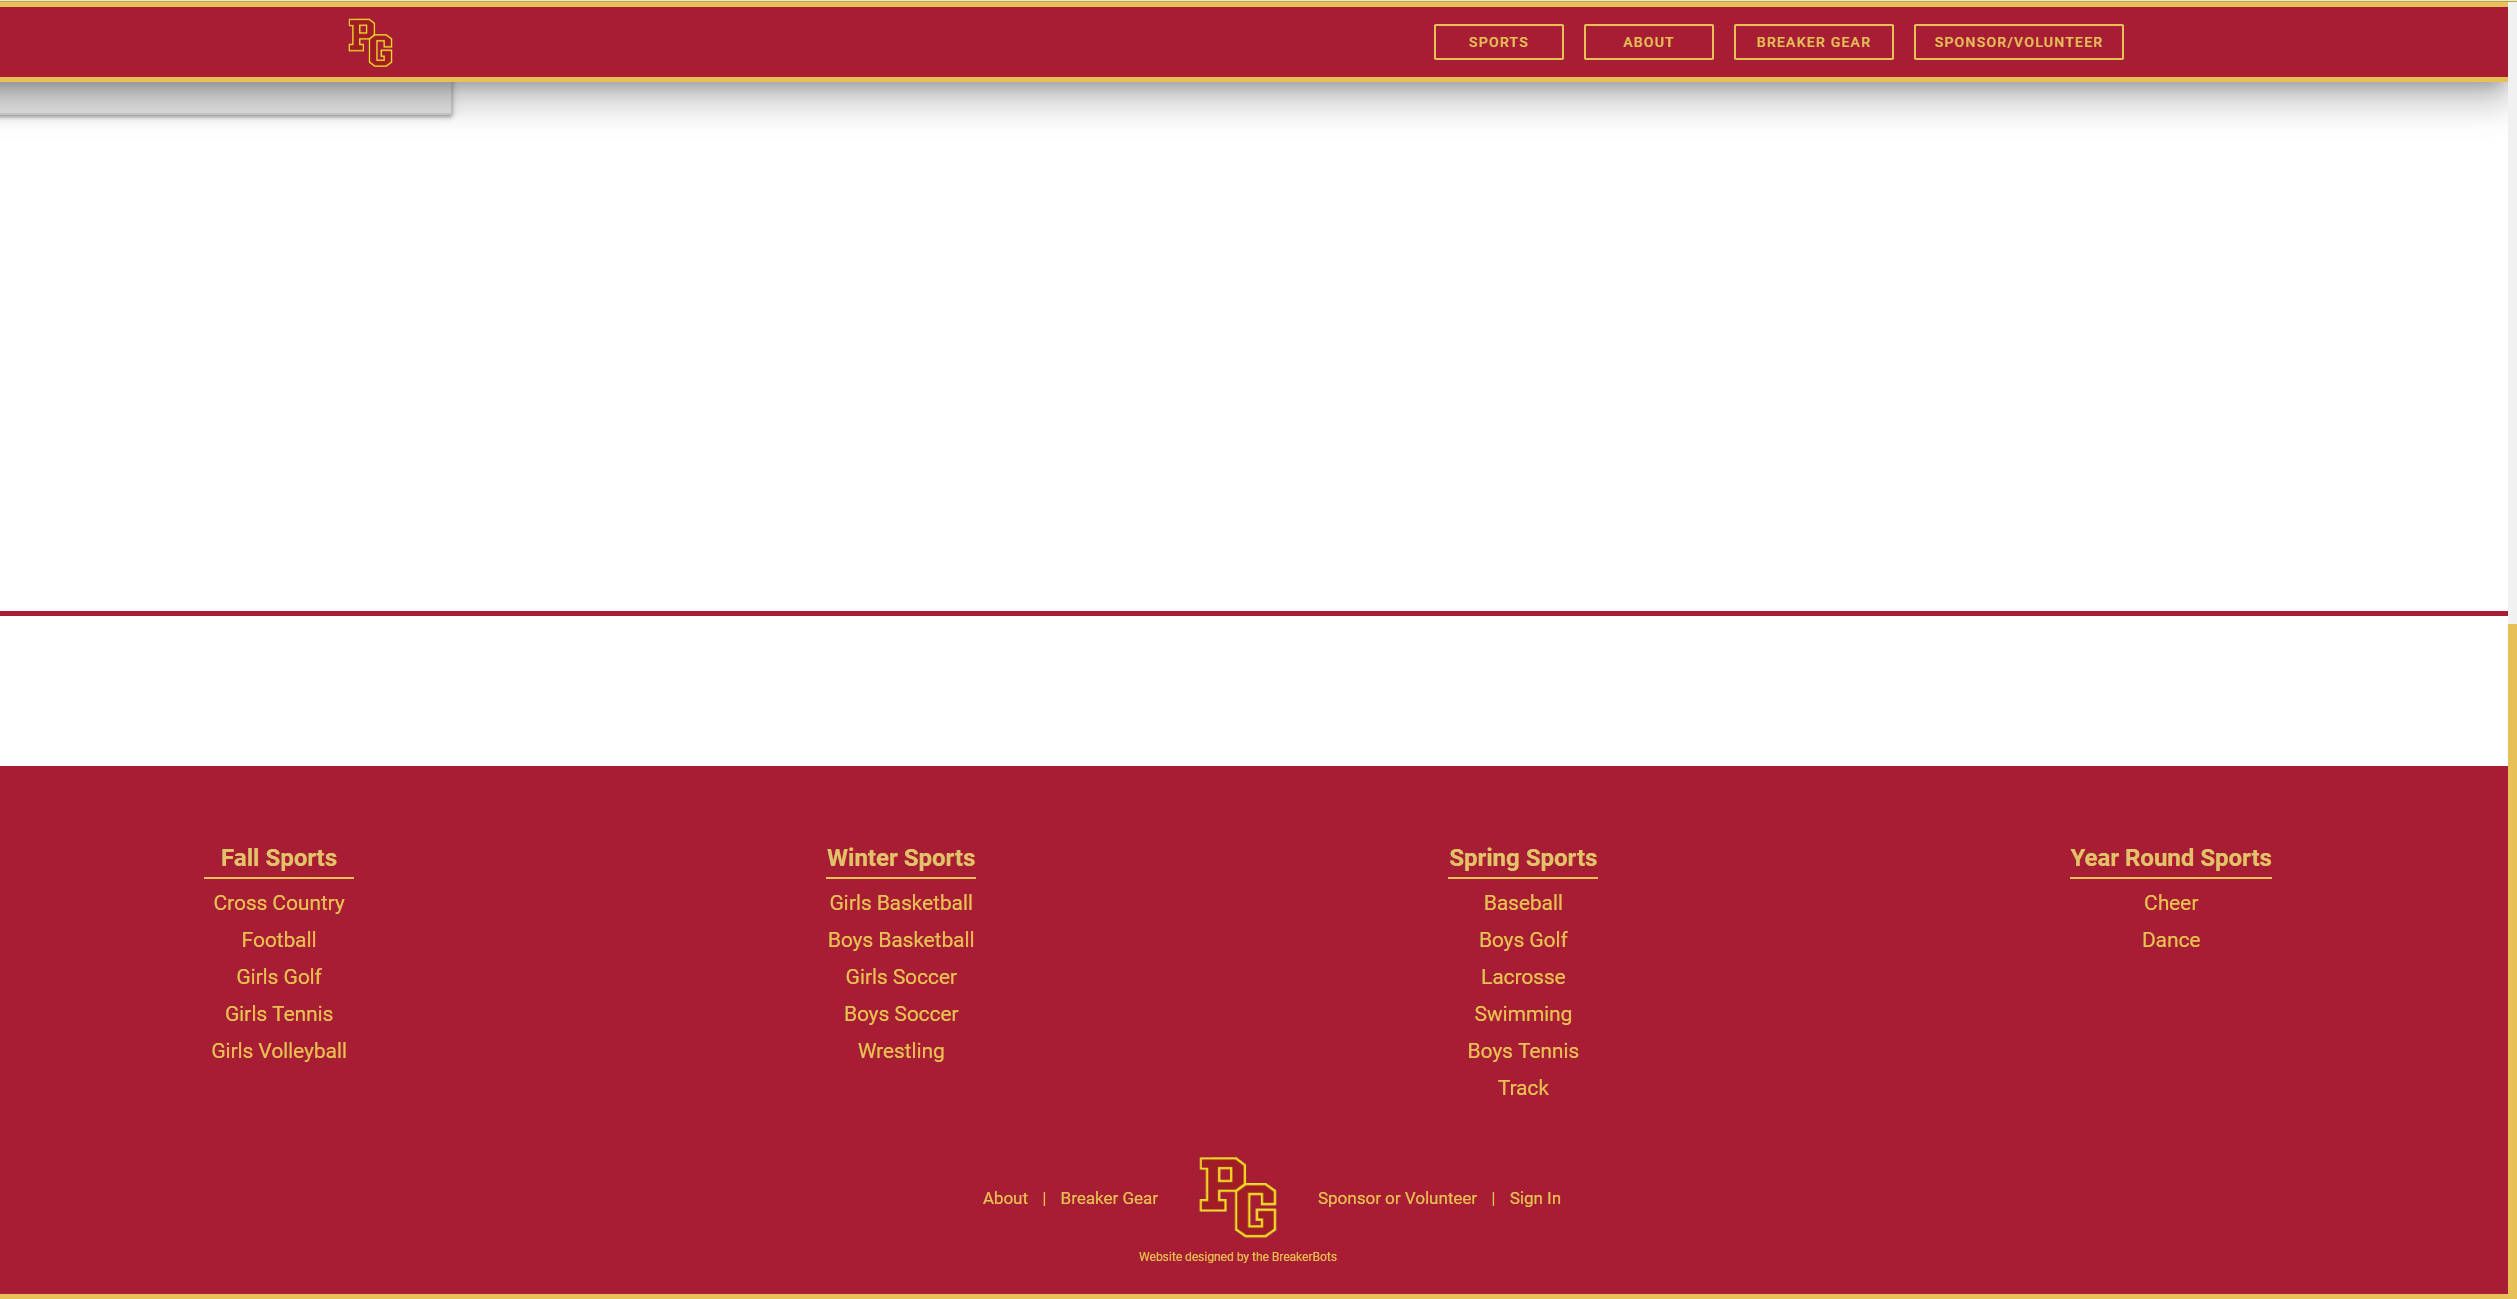 PG
SPORTS ABOUT BREAKER GEAR SPONSOR/VOLUNTEER
Fall Sports
Cross Country
Football
Girls Golf
Girls Tennis
Girls Volleyball
Winter Sports
Girls Basketball
Boys Basketball
Girls Soccer
Boys Soccer
Wrestling
Spring Sports
Baseball
Boys Golf
Lacrosse
Swimming
Boys Tennis
Track
Year Round Sports
Cheer
Dance
About | Breaker Gear PG Sponsor or Volunteer | Sign In
Website designed by the BreakerBots